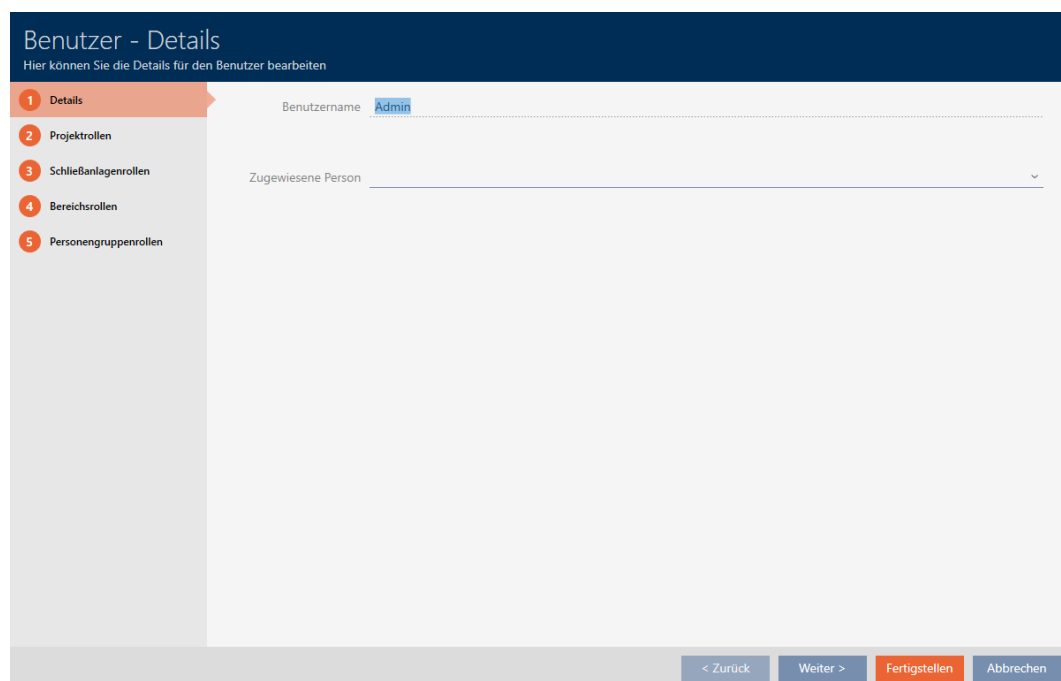 Benutzer - Details
Hier können Sie die Details für den Benutzer bearbeiten
1 Details
2 Projektrollen
3 Schließanlagenrollen
4 Bereichsrollen
5 Personengruppenrollen
Benutzername Admin
Zugewiesene Person
< Zurück Weiter > Fertigstellen Abbrechen